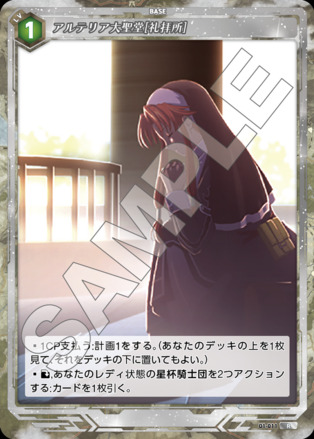 BASE
LV
1
アルテリア大聖堂[礼拝所]
SAMPLE
・1CP支払う:計画1をする。(あなたのデッキの上を1枚
見て、それをデッキの下に置いてもよい。)
・あなたのレディ状態の星杯騎士団を2つアクション
する:カードを1枚引く。
01-011
R